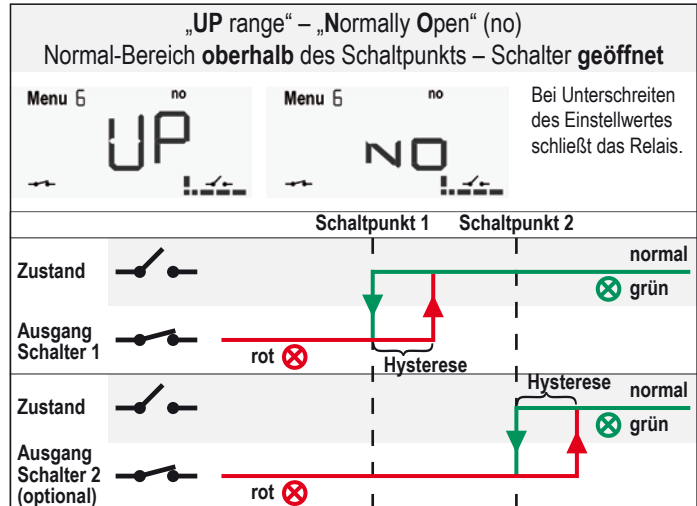 „UP range“ – „Normally Open“ (no)
Normal-Bereich oberhalb des Schaltpunkts – Schalter geöffnet
Menu 6 no
UP
Menu 6 no
NO
Bei Unterschreiten
des Einstellwertes
schließt das Relais.
Schaltpunkt 1 Schaltpunkt 2
Zustand
normal
grün
Ausgang
Schalter 1
rot
Hysterese
Zustand
Hysterese
normal
grün
Ausgang
Schalter 2
(optional)
rot